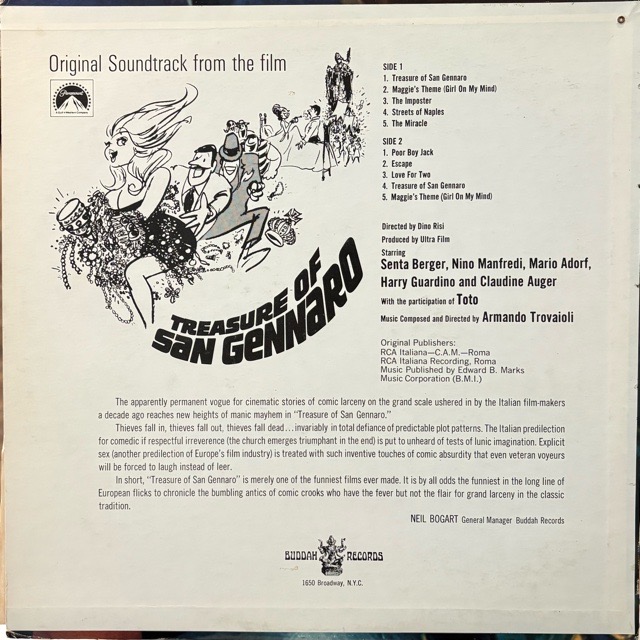 Original Soundtrack from the film
Paramount
A Gulf+Western Company
TREASURE OF
SAN GENNARO
SIDE 1
1. Treasure of San Gennaro
2. Maggie's Theme (Girl On My Mind)
3. The Imposter
4. Streets of Naples
5. The Miracle
SIDE 2
1. Poor Boy Jack
2. Escape
3. Love For Two
4. Treasure of San Gennaro
5. Maggie's Theme (Girl On My Mind)
Directed by Dino Risi
Produced by Ultra Film
Starring
Senta Berger, Nino Manfredi, Mario Adorf,
Harry Guardino and Claudine Auger
With the participation of Toto
Music Composed and Directed by Armando Trovaioli
Original Publishers:
RCA Italiana—C.A.M.—Roma
RCA Italiana Recording, Roma
Music Published by Edward B. Marks
Music Corporation (B.M.I.)
The apparently permanent vogue for cinematic stories of comic larceny on the grand scale ushered in by the Italian film-makers
a decade ago reaches new heights of manic mayhem in "Treasure of San Gennaro."
Thieves fall in, thieves fall out, thieves fall dead...invariably in total defiance of predictable plot patterns. The Italian predilection
for comedic if respectful irreverence (the church emerges triumphant in the end) is put to unheard of tests of lunic imagination. Explicit
sex (another predilection of Europe's film industry) is treated with such inventive touches of comic absurdity that even veteran voyeurs
will be forced to laugh instead of leer.
In short, "Treasure of San Gennaro" is merely one of the funniest films ever made. It is by all odds the funniest in the long line of
European flicks to chronicle the bumbling antics of comic crooks who have the fever but not the flair for grand larceny in the classic
tradition.
NEIL BOGART General Manager Buddah Records
BUDDAH RECORDS
1650 Broadway, N.Y.C.